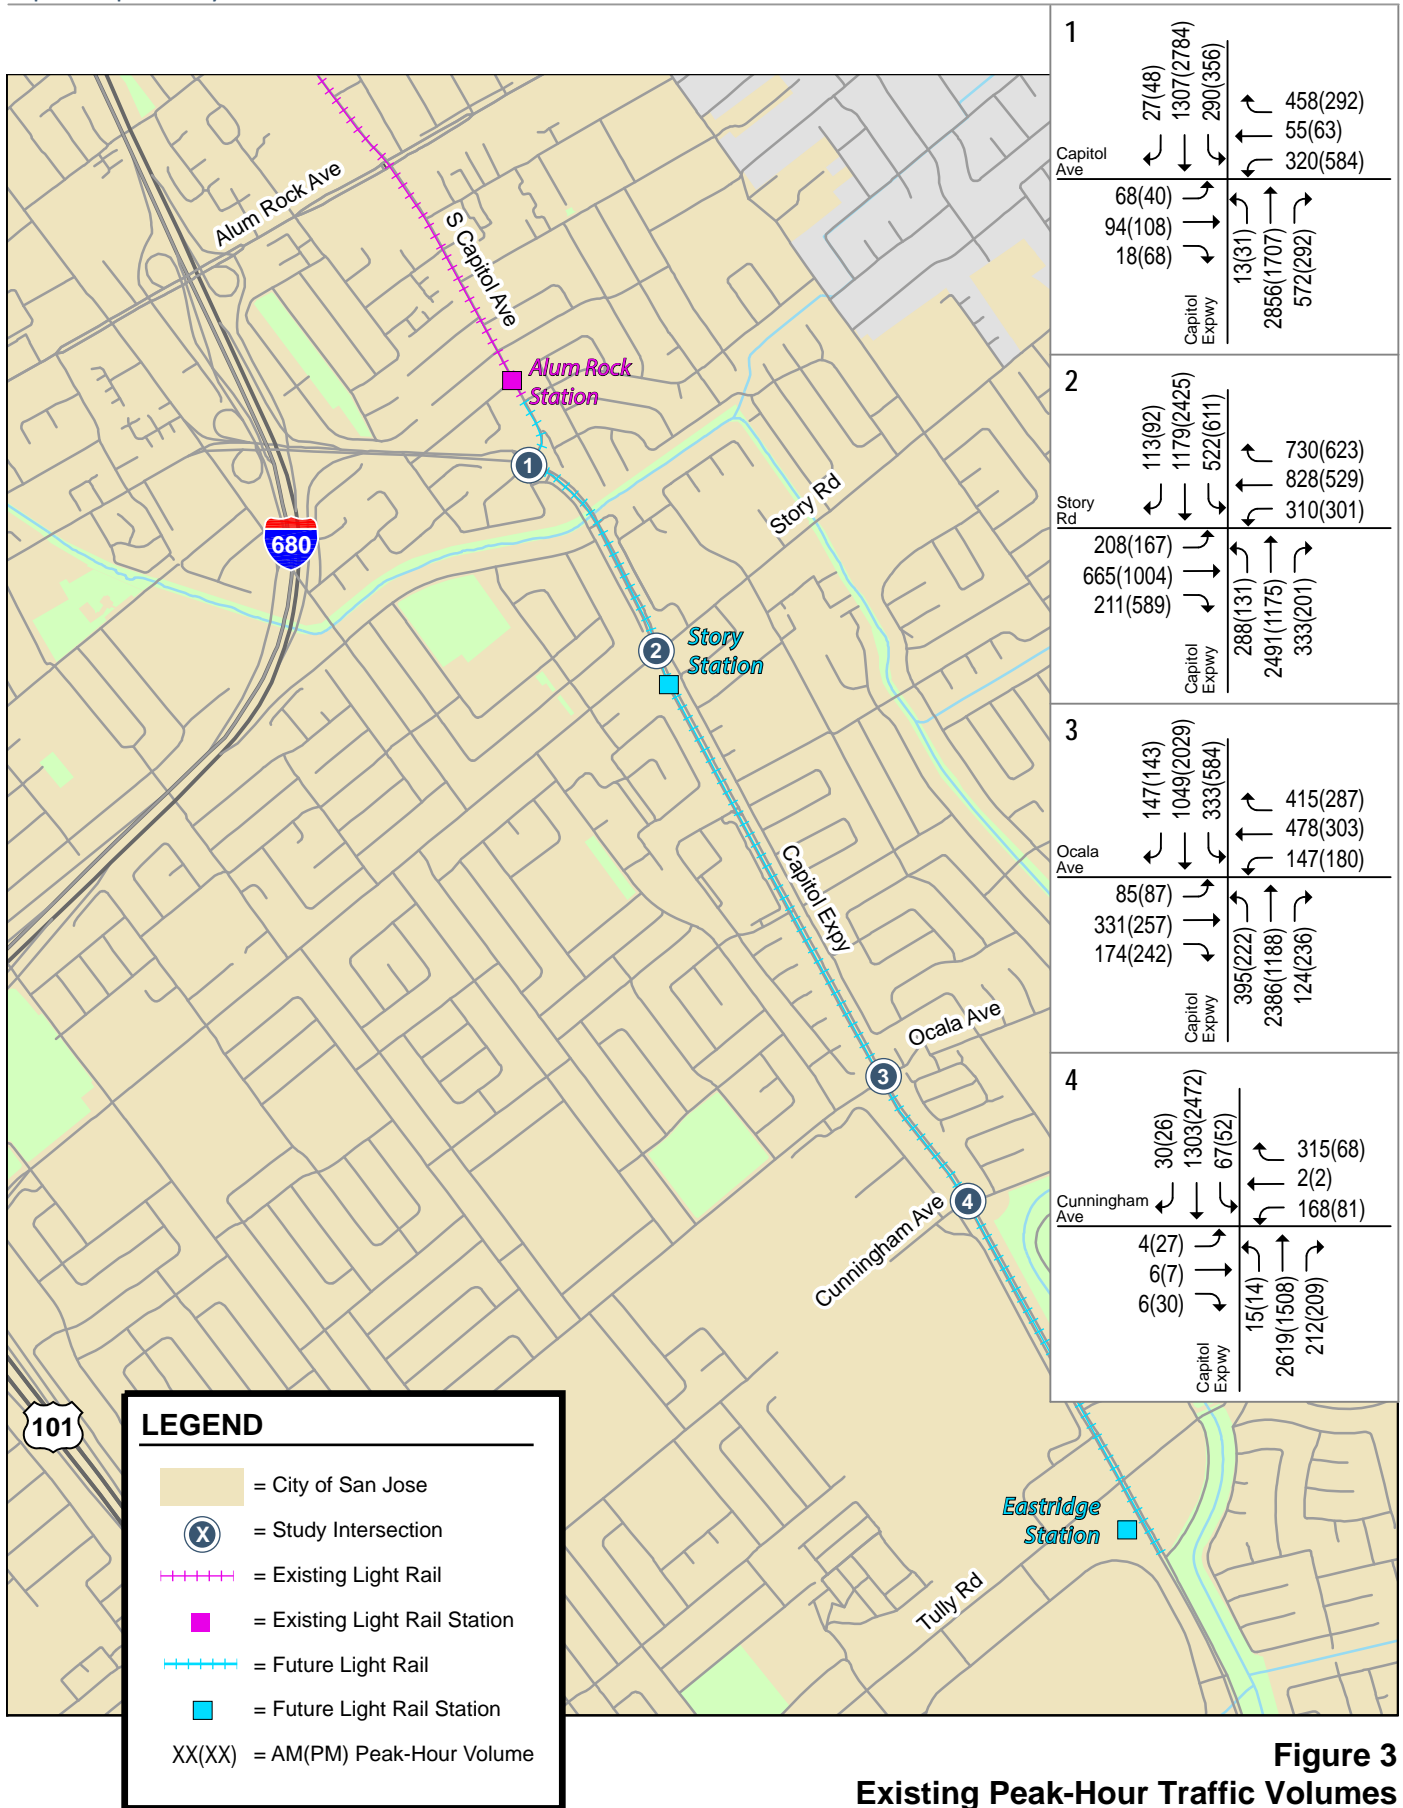 Alum Rock Ave
S Capitol Ave
Alum Rock
Station
1
680
Story Rd
2
Story
Station
Capitol Expy
Ocala Ave
3
4
Cunningham Ave
101
Eastridge
Station
Tully Rd
1
27(48)
1307(2784)
290(356)
458(292)
55(63)
320(584)
Capitol
Ave
68(40)
94(108)
18(68)
13(31)
2856(1707)
572(292)
Capitol
Expwy
2
113(92)
1179(2425)
522(611)
730(623)
828(529)
310(301)
Story
Rd
208(167)
665(1004)
211(589)
288(131)
2491(1175)
333(201)
Capitol
Expwy
3
147(143)
1049(2029)
333(584)
415(287)
478(303)
147(180)
Ocala
Ave
85(87)
331(257)
174(242)
395(222)
2386(1188)
124(236)
Capitol
Expwy
4
30(26)
1303(2472)
67(52)
315(68)
2(2)
168(81)
Cunningham
Ave
4(27)
6(7)
6(30)
15(14)
2619(1508)
212(209)
Capitol
Expwy
LEGEND
= City of San Jose
X = Study Intersection
= Existing Light Rail
= Existing Light Rail Station
= Future Light Rail
= Future Light Rail Station
XX(XX) = AM(PM) Peak-Hour Volume
Figure 3
Existing Peak-Hour Traffic Volumes